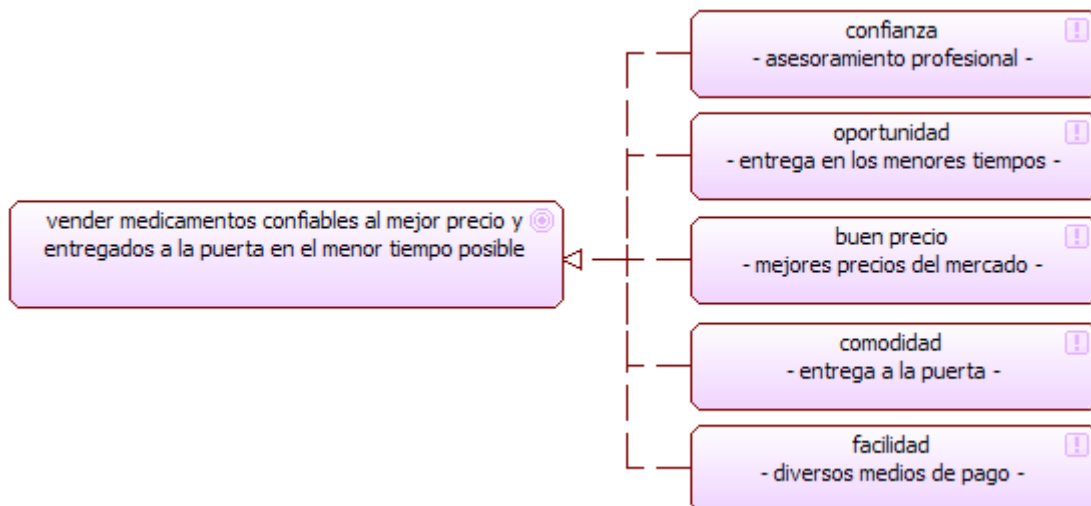 vender medicamentos confiables al mejor precio y
entregados a la puerta en el menor tiempo posible
confianza
- asesoramiento profesional -
oportunidad
- entrega en los menores tiempos -
buen precio
- mejores precios del mercado -
comodidad
- entrega a la puerta -
facilidad
- diversos medios de pago -